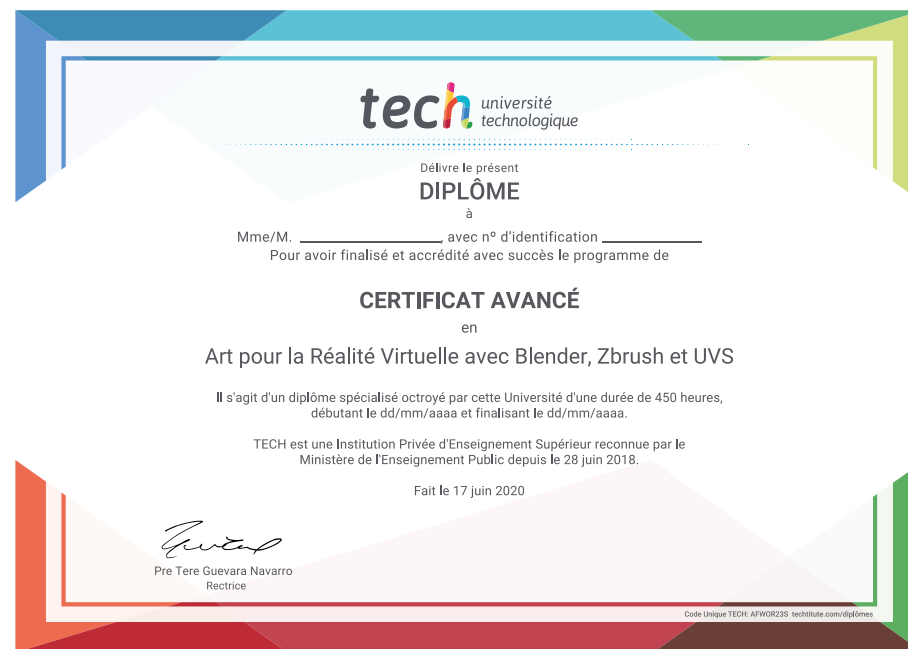 tech université
technologique
Délivre le présent
DIPLÔME
à
Mme/M. ____________________, avec nº d'identification ______________
Pour avoir finalisé et accrédité avec succès le programme de
CERTIFICAT AVANCÉ
en
Art pour la Réalité Virtuelle avec Blender, Zbrush et UVS
Il s'agit d'un diplôme spécialisé octroyé par cette Université d'une durée de 450 heures,
débutant le dd/mm/aaaa et finalisant le dd/mm/aaaa.
TECH est une Institution Privée d'Enseignement Supérieur reconnue par le
Ministère de l'Enseignement Public depuis le 28 juin 2018.
Fait le 17 juin 2020
Pre Tere Guevara Navarro
Rectrice
Code Unique TECH: AFWOR23S techtitute.com/diplômes